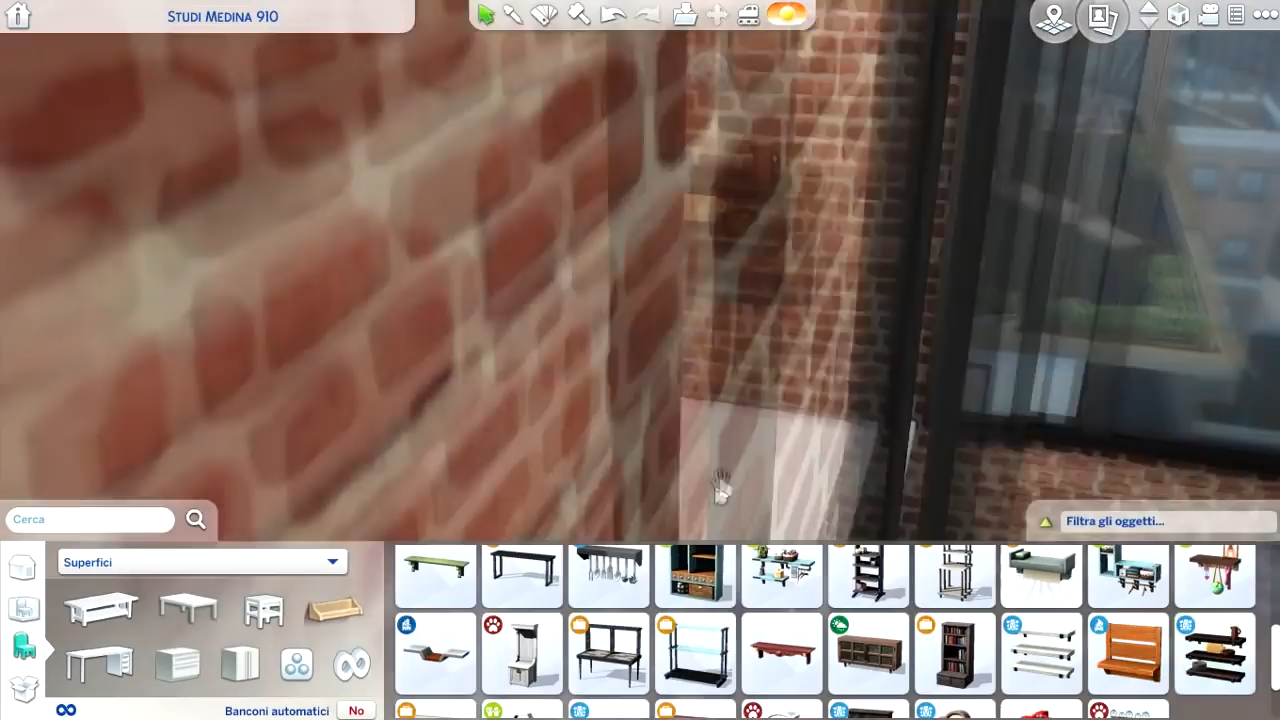 Studi Medina 910
Cerca
Filtra gli oggetti...
Superfici
Banconi automatici No